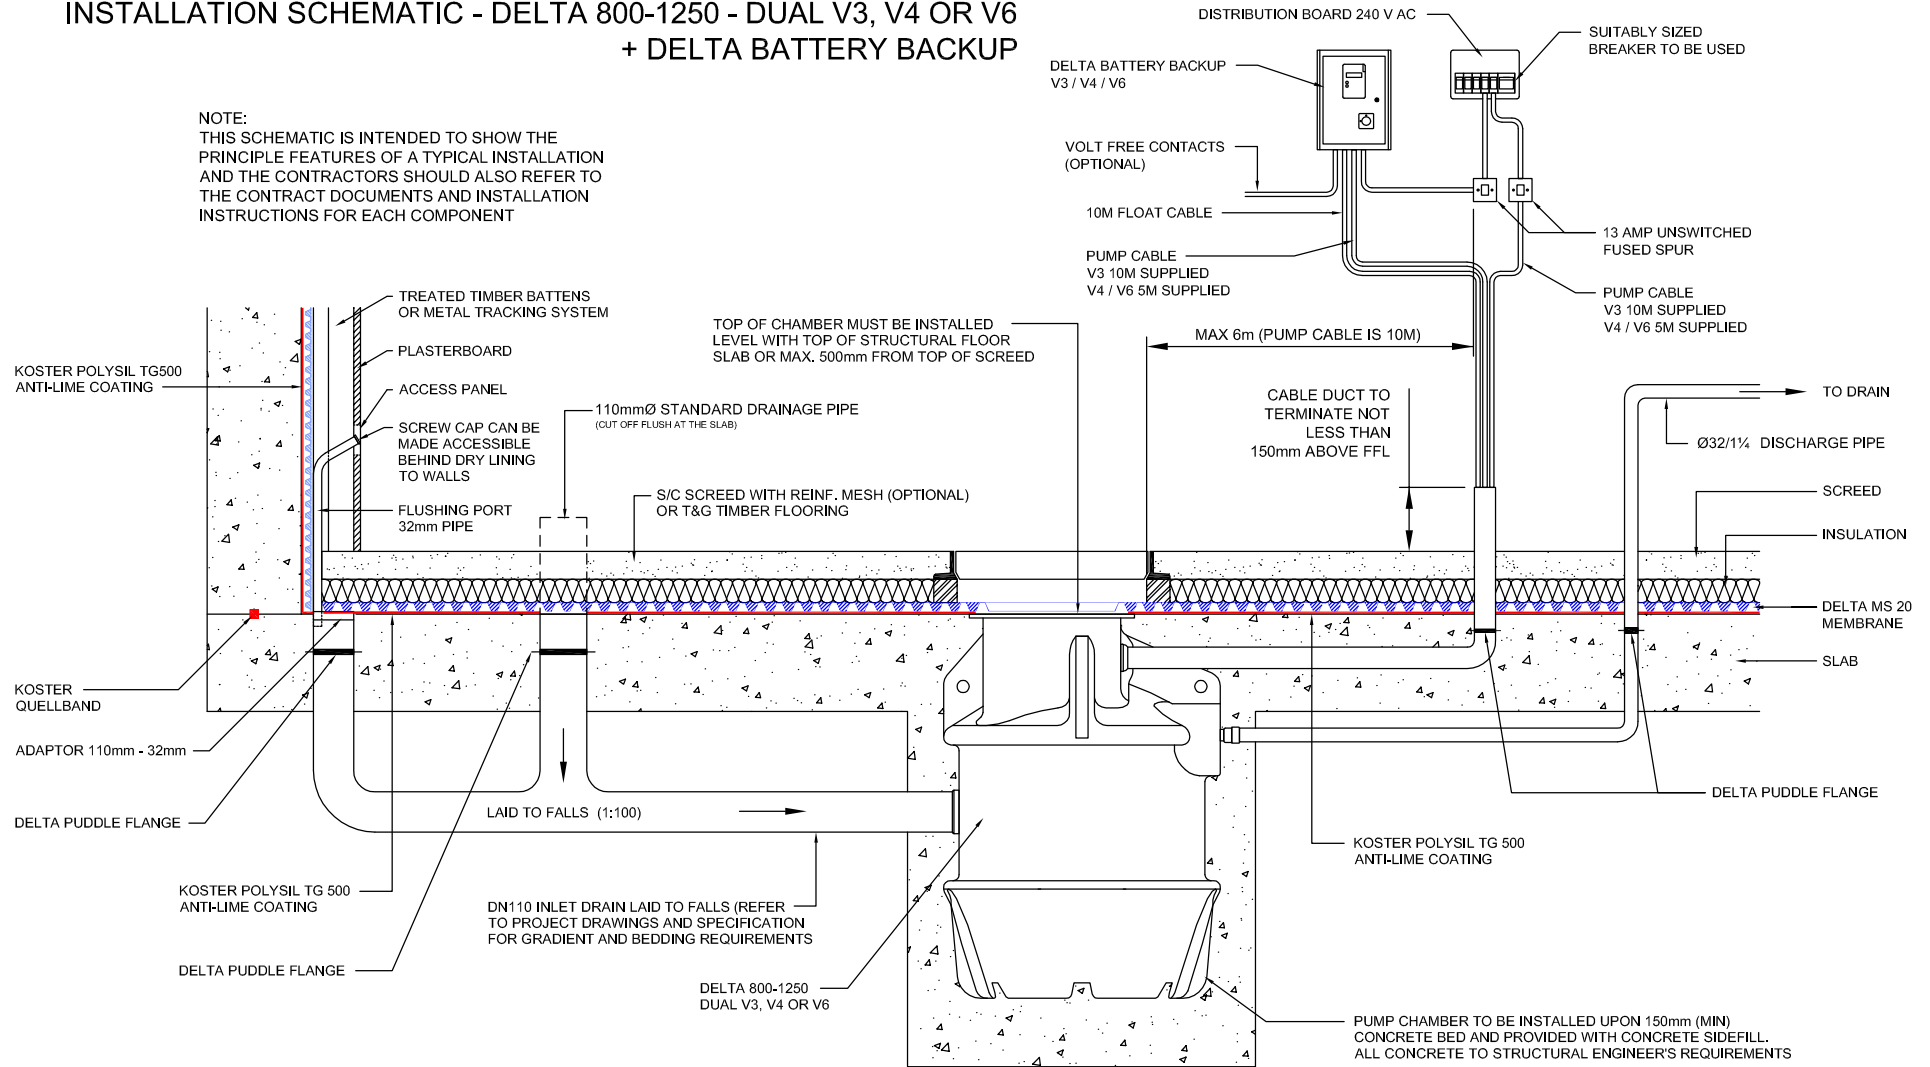 INSTALLATION SCHEMATIC - DELTA 800-1250 - DUAL V3, V4 OR V6
+ DELTA BATTERY BACKUP
NOTE:
THIS SCHEMATIC IS INTENDED TO SHOW THE
PRINCIPLE FEATURES OF A TYPICAL INSTALLATION
AND THE CONTRACTORS SHOULD ALSO REFER TO
THE CONTRACT DOCUMENTS AND INSTALLATION
INSTRUCTIONS FOR EACH COMPONENT
DISTRIBUTION BOARD 240 V AC
SUITABLY SIZED
BREAKER TO BE USED
DELTA BATTERY BACKUP
V3 / V4 / V6
VOLT FREE CONTACTS
(OPTIONAL)
10M FLOAT CABLE
PUMP CABLE
V3 10M SUPPLIED
V4 / V6 5M SUPPLIED
13 AMP UNSWITCHED
FUSED SPUR
PUMP CABLE
V3 10M SUPPLIED
V4 / V6 5M SUPPLIED
TREATED TIMBER BATTENS
OR METAL TRACKING SYSTEM
PLASTERBOARD
KOSTER POLYSIL TG500
ANTI-LIME COATING
ACCESS PANEL
SCREW CAP CAN BE
MADE ACCESSIBLE
BEHIND DRY LINING
TO WALLS
FLUSHING PORT
32mm PIPE
TOP OF CHAMBER MUST BE INSTALLED
LEVEL WITH TOP OF STRUCTURAL FLOOR
SLAB OR MAX. 500mm FROM TOP OF SCREED
110mmØ STANDARD DRAINAGE PIPE
(CUT OFF FLUSH AT THE SLAB)
S/C SCREED WITH REINF. MESH (OPTIONAL)
OR T&G TIMBER FLOORING
MAX 6m (PUMP CABLE IS 10M)
CABLE DUCT TO
TERMINATE NOT
LESS THAN
150mm ABOVE FFL
TO DRAIN
Ø32/1¼ DISCHARGE PIPE
SCREED
INSULATION
DELTA MS 20
MEMBRANE
SLAB
KOSTER
QUELLBAND
ADAPTOR 110mm - 32mm
DELTA PUDDLE FLANGE
LAID TO FALLS (1:100)
DELTA PUDDLE FLANGE
KOSTER POLYSIL TG 500
ANTI-LIME COATING
KOSTER POLYSIL TG 500
ANTI-LIME COATING
DN110 INLET DRAIN LAID TO FALLS (REFER
TO PROJECT DRAWINGS AND SPECIFICATION
FOR GRADIENT AND BEDDING REQUIREMENTS
DELTA PUDDLE FLANGE
DELTA 800-1250
DUAL V3, V4 OR V6
PUMP CHAMBER TO BE INSTALLED UPON 150mm (MIN)
CONCRETE BED AND PROVIDED WITH CONCRETE SIDEFILL.
ALL CONCRETE TO STRUCTURAL ENGINEER'S REQUIREMENTS